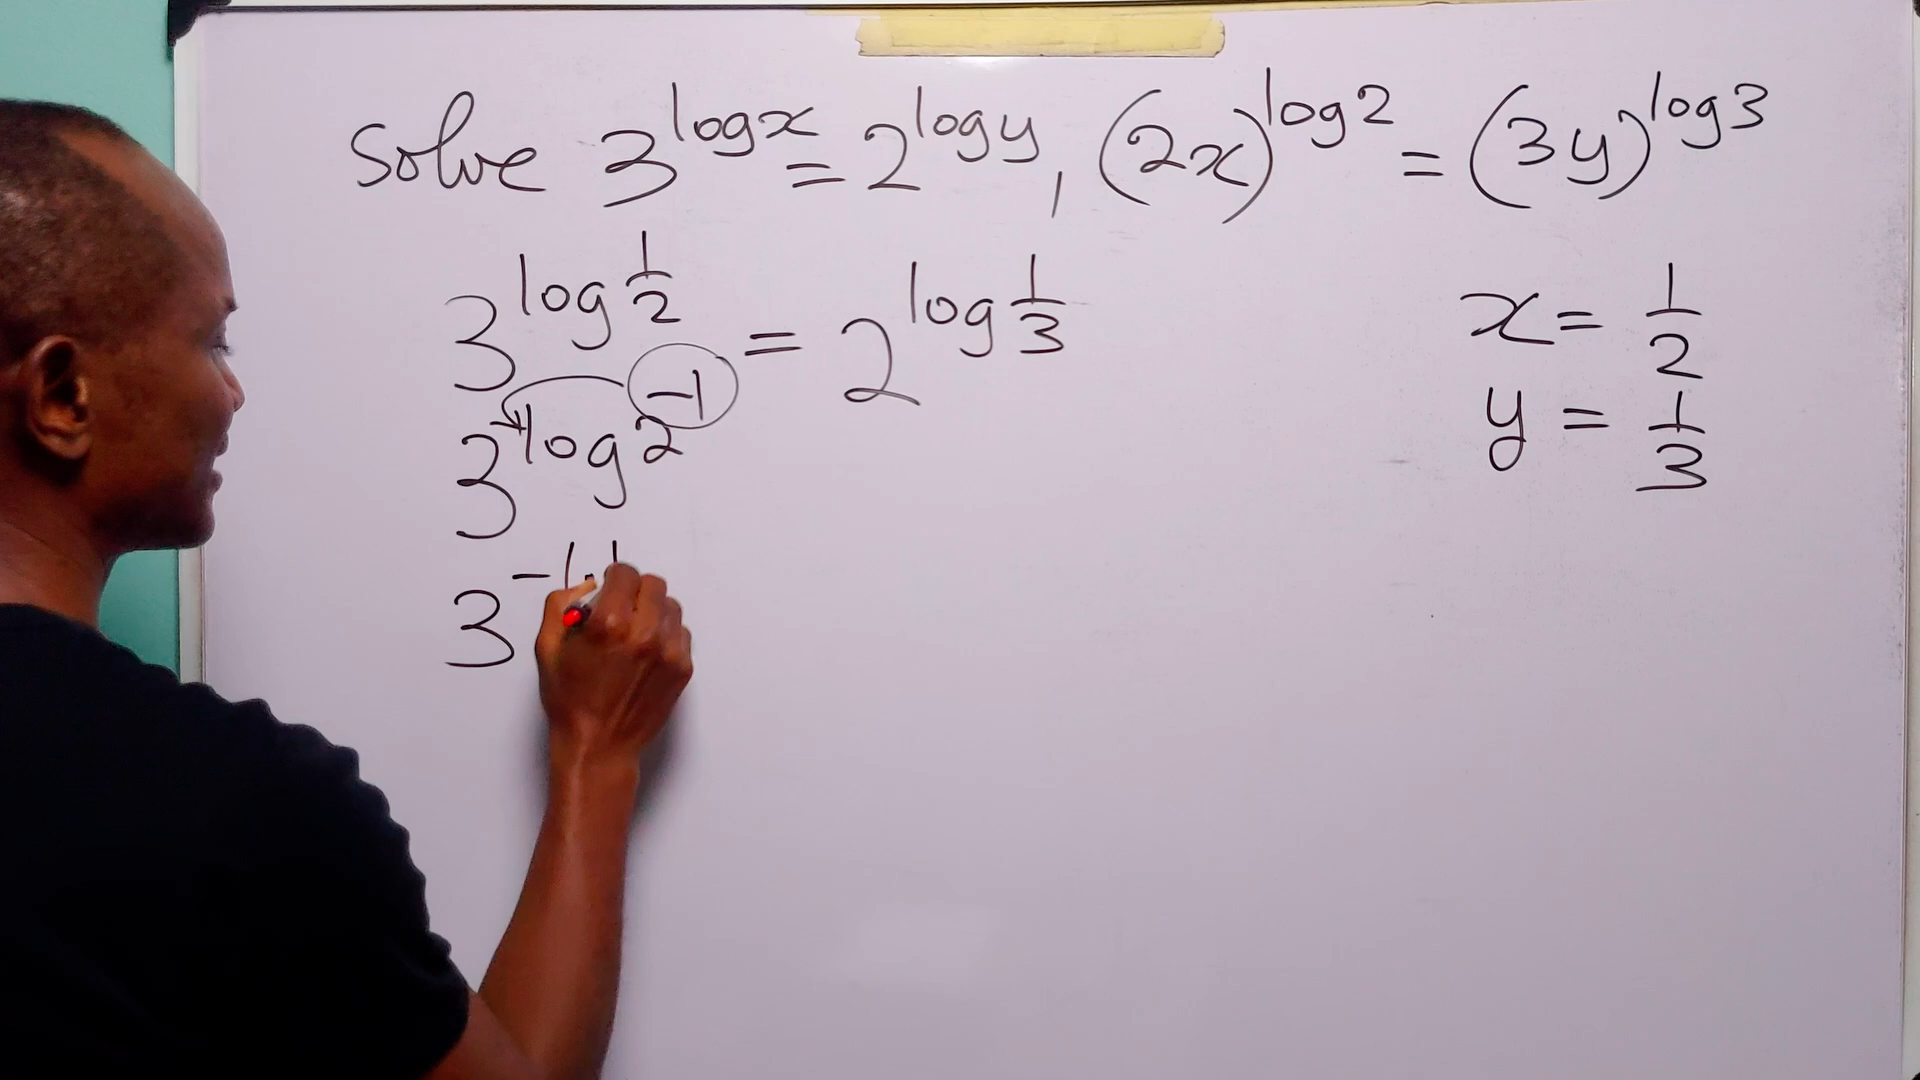 Solve 3^logx = 2^logy, (2x)^log2 = (3y)^log3
3^log 1/2 = 2^log 1/3
x = 1/2
y = 1/3
3^log2^-1
3^-1